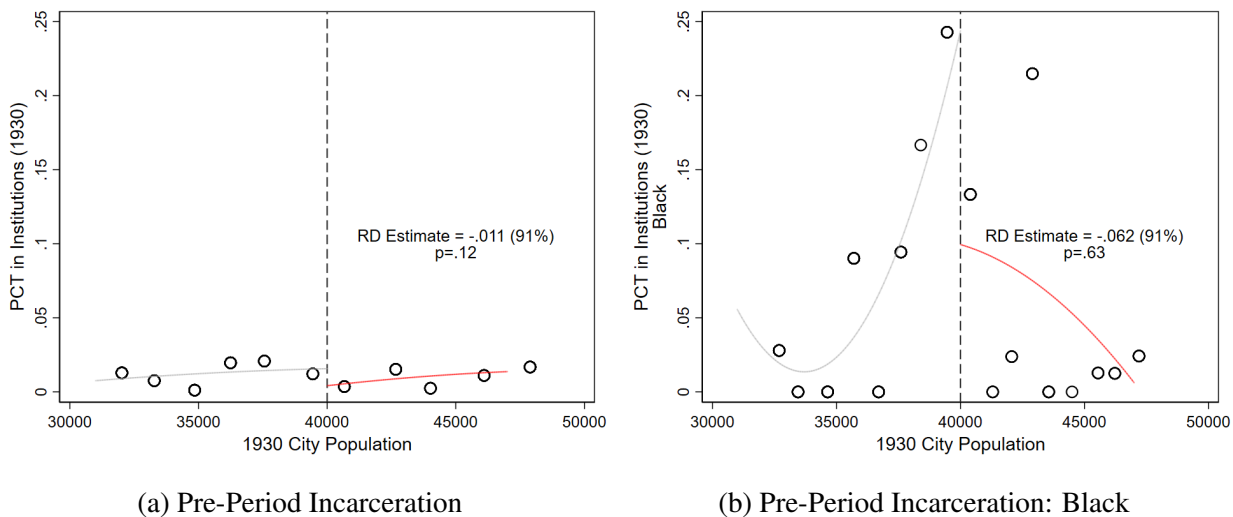 PCT in Institutions (1930)
.25
.2
.15
.1
.05
0
RD Estimate = -.011 (91%)
p=.12
30000 35000 40000 45000 50000
1930 City Population
(a) Pre-Period Incarceration
PCT in Institutions (1930)
Black
.25
.2
.15
.1
.05
0
RD Estimate = -.062 (91%)
p=.63
30000 35000 40000 45000 50000
1930 City Population
(b) Pre-Period Incarceration: Black